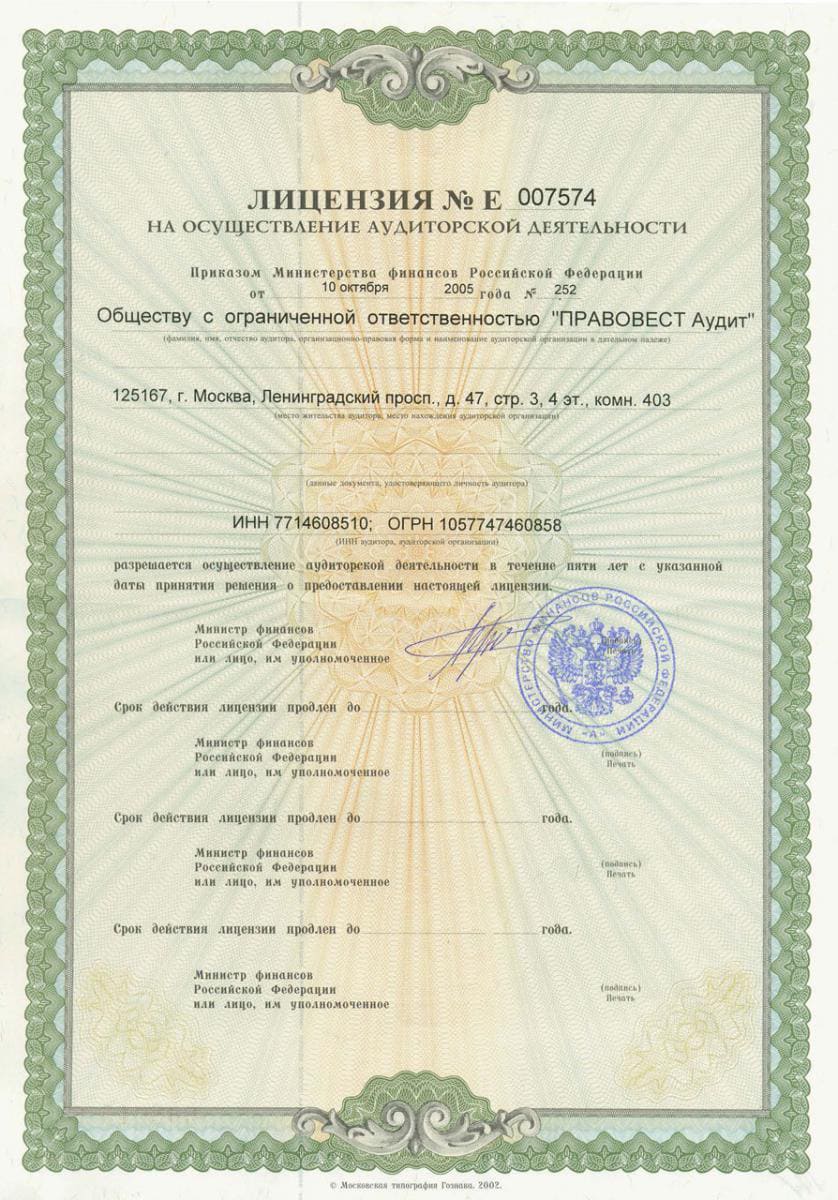 ЛИЦЕНЗИЯ № Е 007574
НА ОСУЩЕСТВЛЕНИЕ АУДИТОРСКОЙ ДЕЯТЕЛЬНОСТИ
Приказом Министерства финансов Российской Федерации
от 10 октября 2005 года № 252
Обществу с ограниченной ответственностью "ПРАВОВЕСТ Аудит"
(фамилия, имя, отчество аудитора, организационно-правовая форма и наименование аудиторской организации в дательном падеже)
125167, г. Москва, Ленинградский просп., д. 47, стр. 3, 4 эт., комн. 403
(место жительства аудитора, место нахождения аудиторской организации)
(данные документа, удостоверяющего личность аудитора)
ИНН 7714608510; ОГРН 1057747460858
(ИНН аудитора, аудиторской организации)
разрешается осуществление аудиторской деятельности в течение пяти лет с указанной
даты принятия решения о предоставлении настоящей лицензии.
Министр финансов
Российской Федерации
или лицо, им уполномоченное
(подпись)
Печать
МИНИСТЕРСТВО ФИНАНСОВ РОССИЙСКОЙ ФЕДЕРАЦИИ
«А»
Срок действия лицензии продлен до года.
Министр финансов
Российской Федерации
или лицо, им уполномоченное
(подпись)
Печать
Срок действия лицензии продлен до года.
Министр финансов
Российской Федерации
или лицо, им уполномоченное
(подпись)
Печать
Срок действия лицензии продлен до года.
Министр финансов
Российской Федерации
или лицо, им уполномоченное
(подпись)
Печать
© Московская типография Гознака. 2002.